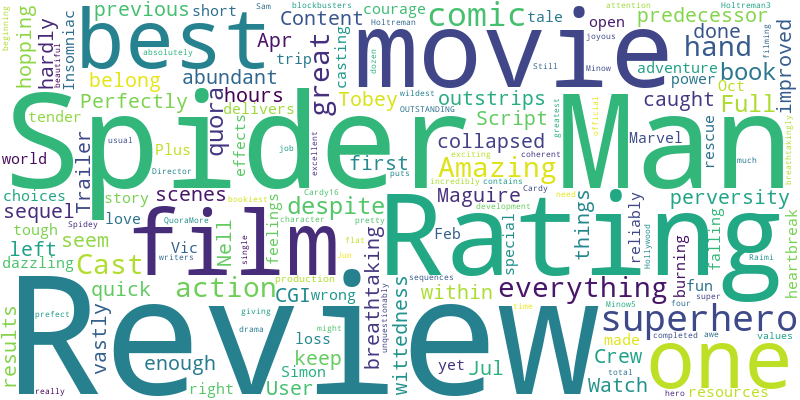 hopping
hardly
Insomniac
previous
short
Sam
blockbusters
Holtreman
courage
attention
Holtreman3
beginning
beautiful
best
Content
tale
open
predecessor
Apr
casting
movie
comic
done
hand
improved
absolutely
trip
dozen
Still
wildest
Minow
joyous
filming
adventure
book
power
belong
abundant
great
hours
quora
Perfectly
delivers
Tobey
OUTSTANDING
outstrips
caught
Oct
Full
tender
effects
Script
greatest
official
Spider Man
world
Trailer
usual
Plus
Director
job
excellent
first
puts
collapsed
exciting
coherent
Marvel
rescue
much
breathtakingly
Amazing
choices
story
scenes
Cardy16
incredibly
contains
Cardy
need
Maguire
perversity
sequel
Spidey
love
QuoraMore
bookiest
despite
character
development
things
tough
writers
film
Neil
feelings
single
pretty
Rating
Feb
special
reliably
Hollywood
burning
falling
Raimi
heartbreak
left
seem
Vic
flat
Jun
breathtaking
unquestionably
dazzling
Cast
quick
action
production
CGI
wrong
wittedness
sequences
within
everything
fun
four
super
completed
awe
values
results
vastly
prefect
giving
might
loss
yet
time
Minow5
superhero
enough
drama
Simon
keep
Jul
made
Crew
total
one
really
Review
right
User
Watch
hero
resources